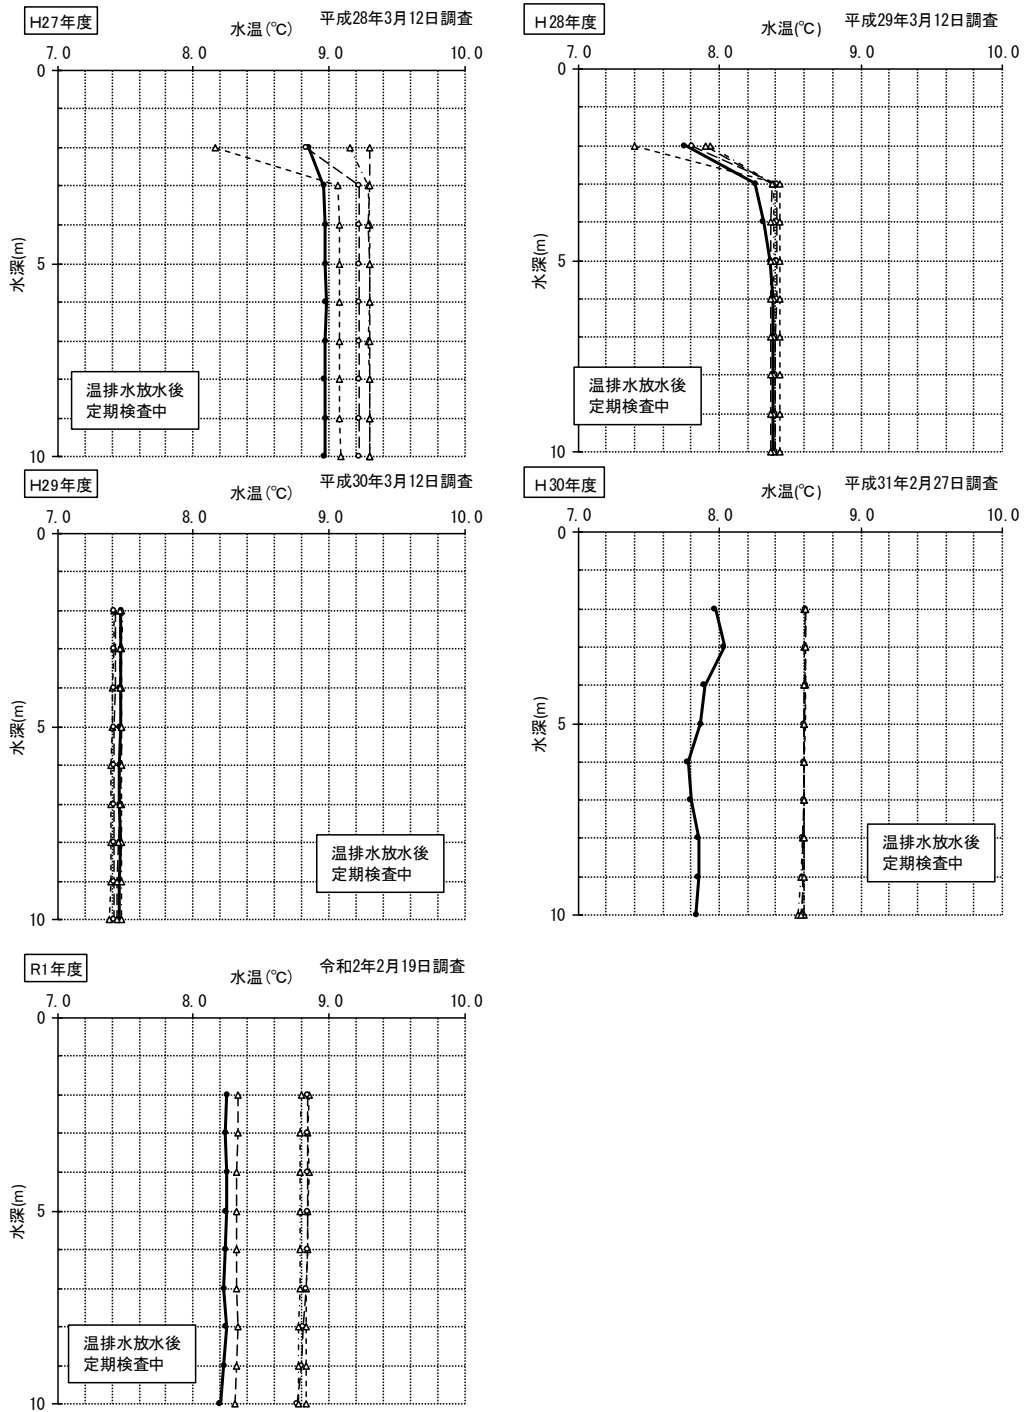 H27年度
水温(℃)
平成28年3月12日調査
7.0 8.0 9.0 10.0
0
5
10
水深(m)
温排水放水後
定期検査中
H28年度
水温(℃)
平成29年3月12日調査
7.0 8.0 9.0 10.0
0
5
10
水深(m)
温排水放水後
定期検査中
H29年度
水温(℃)
平成30年3月12日調査
7.0 8.0 9.0 10.0
0
5
10
水深(m)
温排水放水後
定期検査中
H30年度
水温(℃)
平成31年2月27日調査
7.0 8.0 9.0 10.0
0
5
10
水深(m)
温排水放水後
定期検査中
R1年度
水温(℃)
令和2年2月19日調査
7.0 8.0 9.0 10.0
0
5
10
水深(m)
温排水放水後
定期検査中